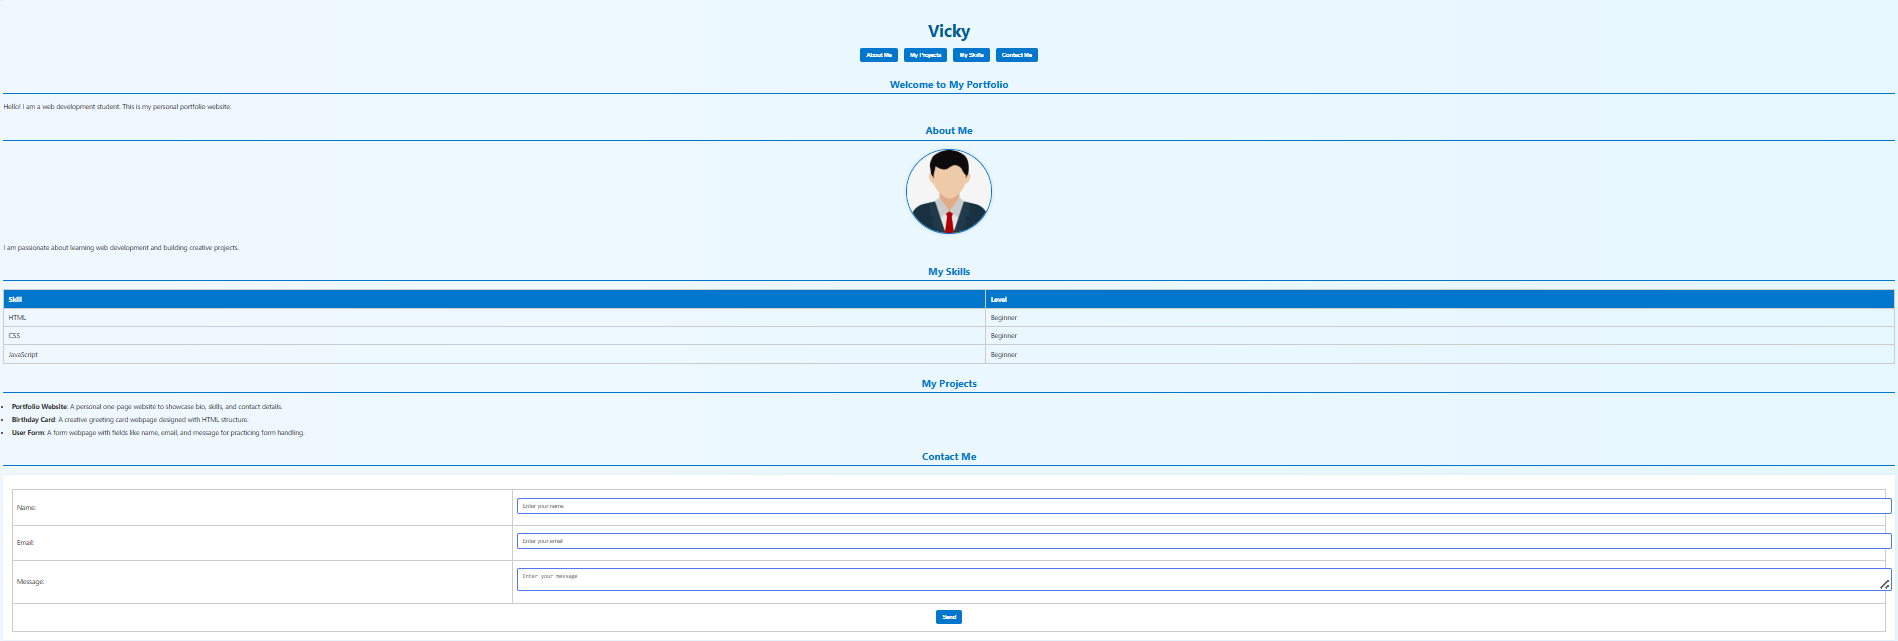 Vicky
About Me My Projects My Skills Contact Me
Welcome to My Portfolio
Hello! I am a web development student. This is my personal portfolio website.
About Me
I am passionate about learning web development and building creative projects.
My Skills
Skill Level
HTML Beginner
CSS Beginner
JavaScript Beginner
My Projects
Portfolio Website: A personal one-page website to showcase bio, skills, and contact details.
Birthday Card: A creative greeting card webpage designed with HTML structure.
User Form: A form webpage with fields like name, email, and message for practicing form handling.
Contact Me
Name: Enter your name
Email: Enter your email
Message: Enter your message
Send